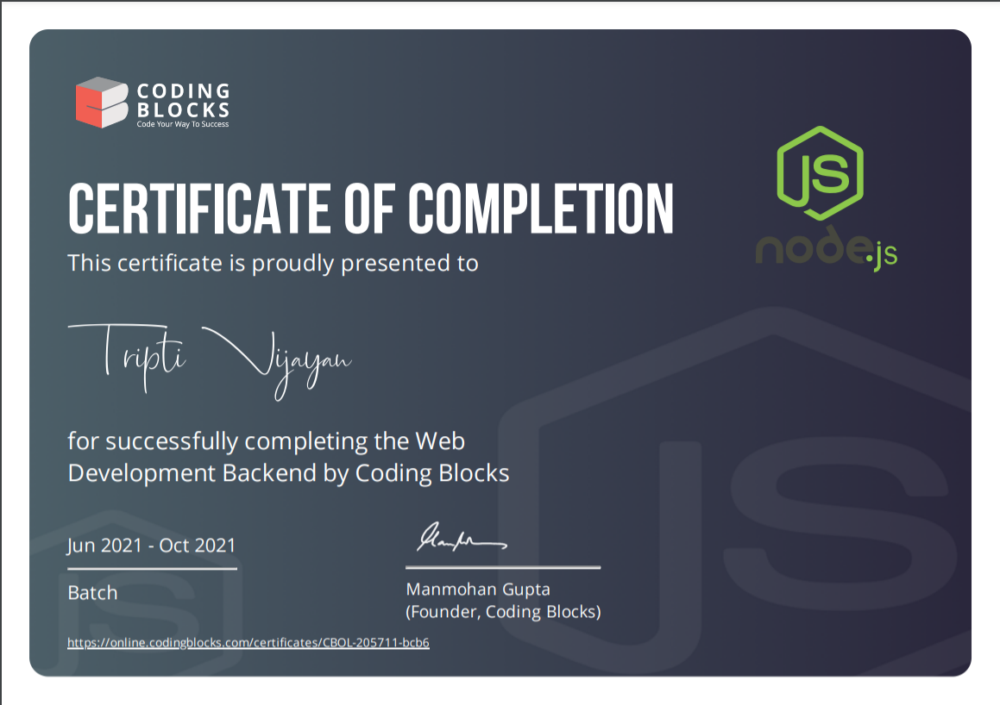 CODING
BLOCKS
Code Your Way To Success
JS
node.js
CERTIFICATE OF COMPLETION
This certificate is proudly presented to
Tripti Vijayan
for successfully completing the Web
Development Backend by Coding Blocks
JS
Jun 2021 - Oct 2021
Batch
Manmohan Gupta
(Founder, Coding Blocks)
JS
https://online.codingblocks.com/certificates/CBOL-205711-bcb6